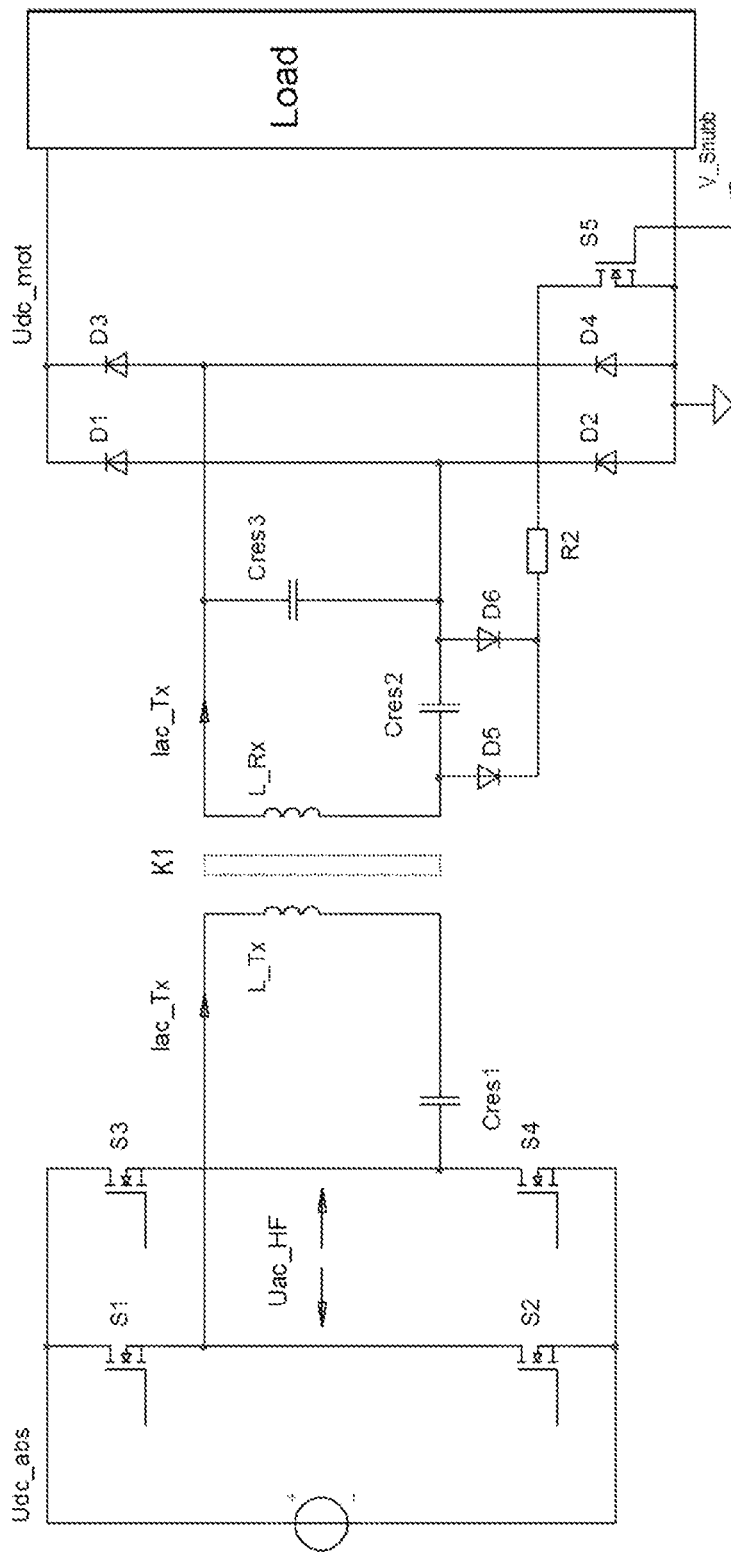 Udc_abs
S1
S3
Uac_HF
S2
S4
Iac_Tx
L_Tx
Cres1
K1
Iac_Tx
L_Rx
Cres2
Cres3
D5
D6
R2
Udc_mot
D1
D3
D2
D4
S5
V_Snubb
Load
+
-